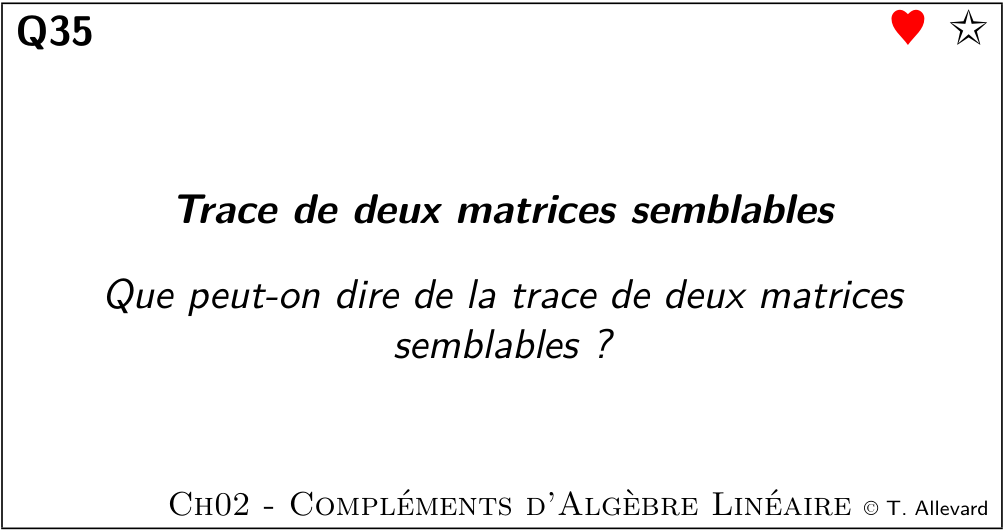 Q35
Trace de deux matrices semblables
Que peut-on dire de la trace de deux matrices
semblables ?
Ch02 - Compléments d'Algèbre Linéaire © T. Allevard